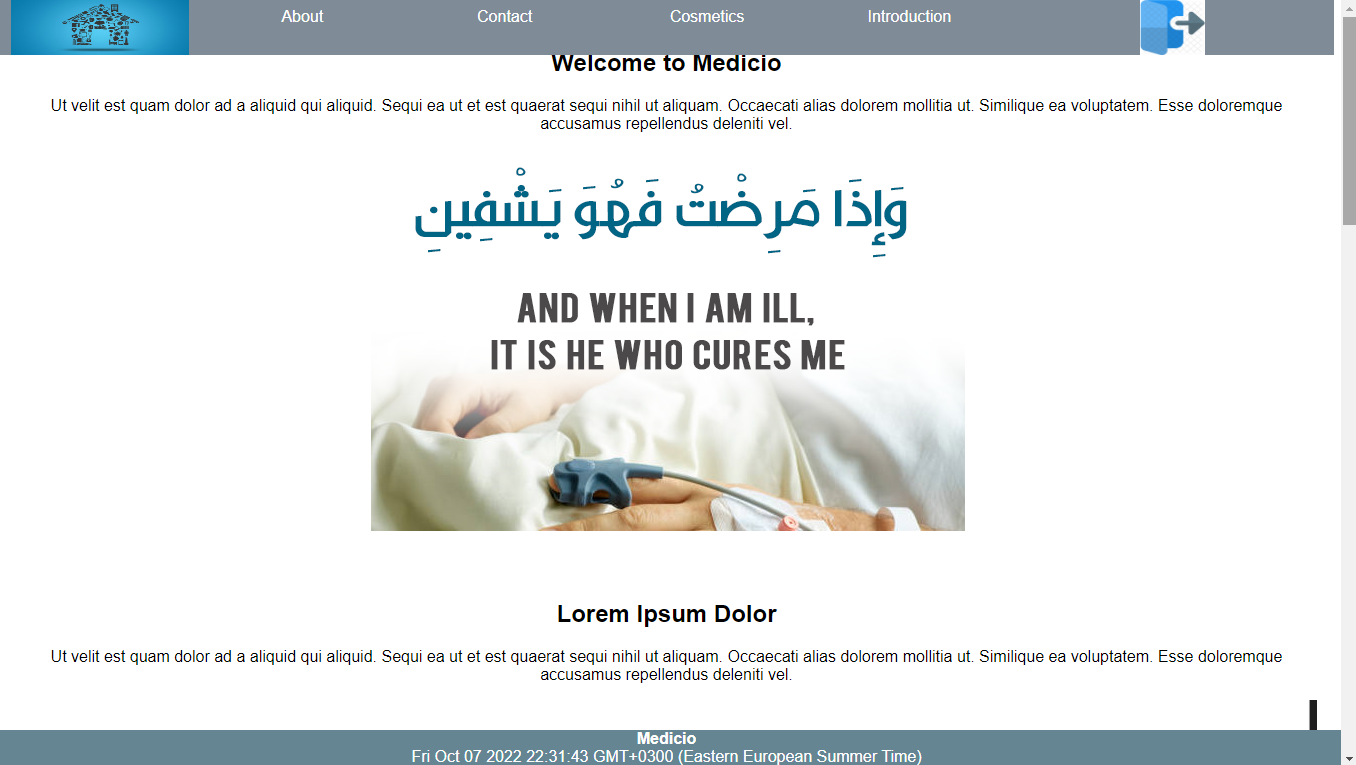 About Contact Cosmetics Introduction
Welcome to Medicio
Ut velit est quam dolor ad a aliquid qui aliquid. Sequi ea ut et est quaerat sequi nihil ut aliquam. Occaecati alias dolorem mollitia ut. Similique ea voluptatem. Esse doloremque
accusamus repellendus deleniti vel.
وَإِذَا مَرِضْتُ فَهُوَ يَشْفِينِ
AND WHEN I AM ILL,
IT IS HE WHO CURES ME
Lorem Ipsum Dolor
Ut velit est quam dolor ad a aliquid qui aliquid. Sequi ea ut et est quaerat sequi nihil ut aliquam. Occaecati alias dolorem mollitia ut. Similique ea voluptatem. Esse doloremque
accusamus repellendus deleniti vel.
Medicio
Fri Oct 07 2022 22:31:43 GMT+0300 (Eastern European Summer Time)